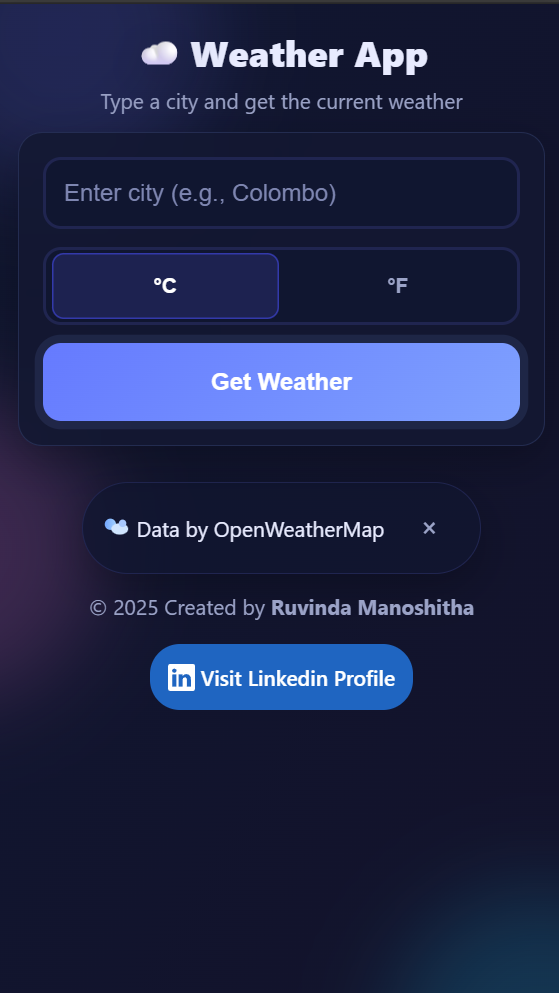 Weather App
Type a city and get the current weather
Enter city (e.g., Colombo)
°C °F
Get Weather
Data by OpenWeatherMap ×
© 2025 Created by Ruvinda Manoshitha
in Visit Linkedin Profile